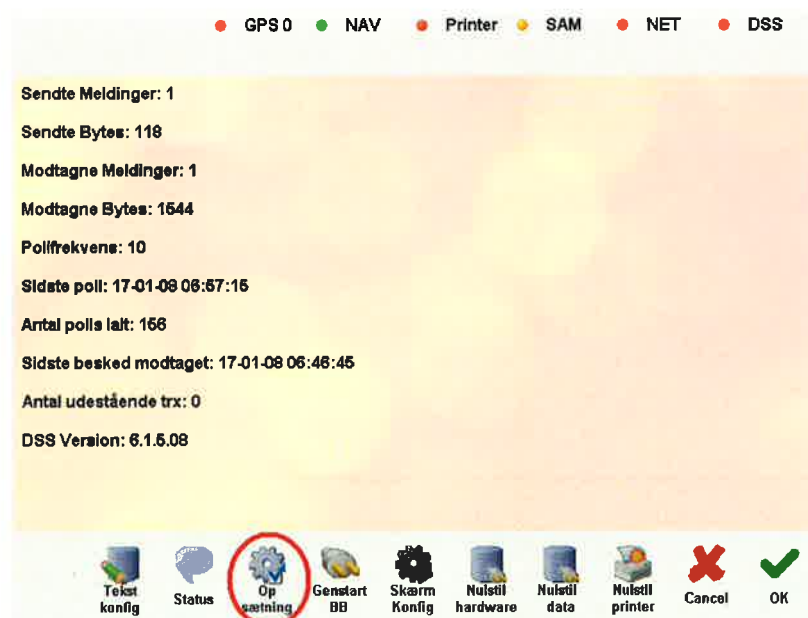 GPS 0 NAV Printer SAM NET DSS
Sendte Meldinger: 1
Sendte Bytes: 118
Modtagne Meldinger: 1
Modtagne Bytes: 1544
Pollfrekvens: 10
Sidste poll: 17-01-08 06:57:15
Antal polls ialt: 156
Sidste besked modtaget: 17-01-08 06:46:45
Antal udestående trx: 0
DSS Version: 6.1.5.08
Tekst konfig
Status
Op sætning
Genstart BB
Skærm Konfig
Nulstil hardware
Nulstil data
Nulstil printer
Cancel
OK